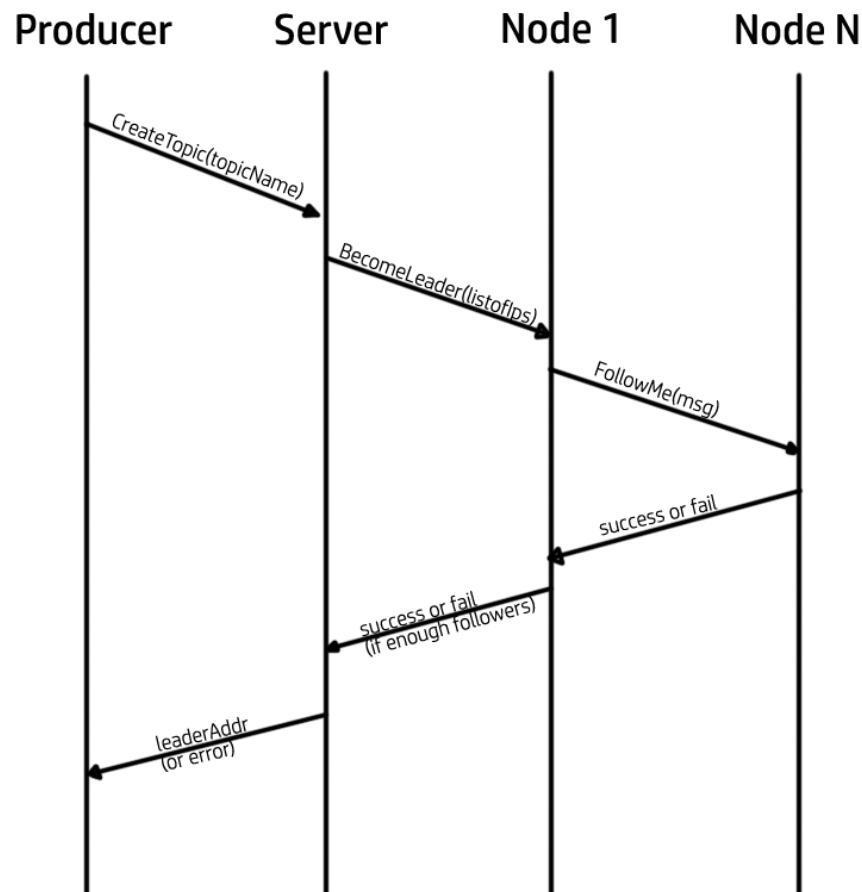 Producer
Server
Node 1
Node N
CreateTopic(topicName)
BecomeLeader(listofIps)
FollowMe(msg)
success or fail
success or fail
(if enough followers)
leaderAddr
(or error)